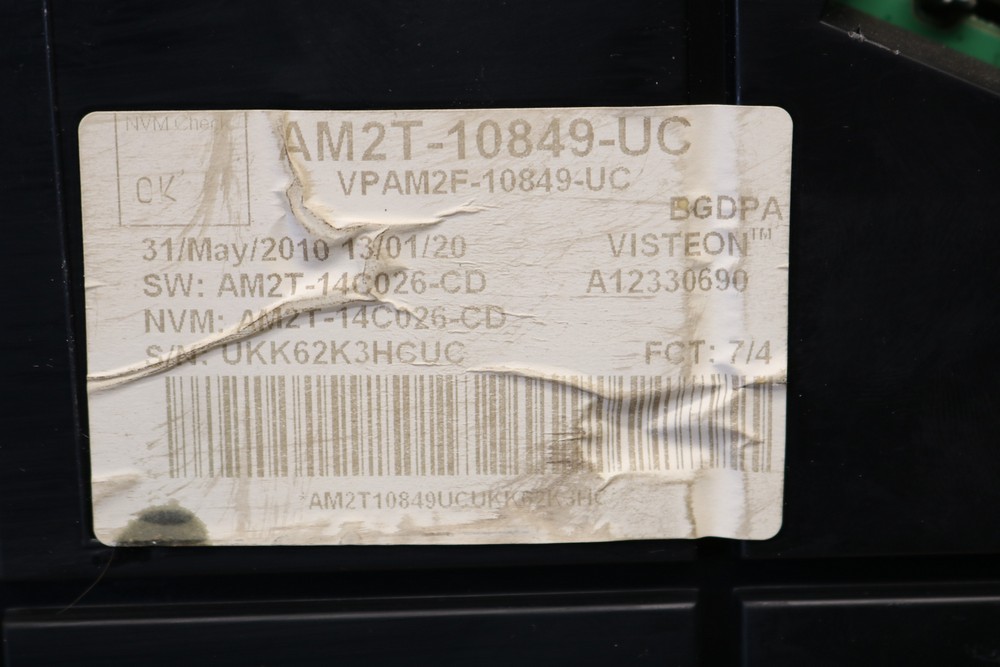 NVM Check
OK
AM2T-10849-UC
VPAM2F-10849-UC
BGDPA
31/May/2010 13/01/20
VISTEON™
SW: AM2T-14C026-CD
A12330690
NVM: AM2T-14C026-CD
S/N: UKK62K3HCUC
FCT: 7/4
*AM2T10849UCUKK62K3HC